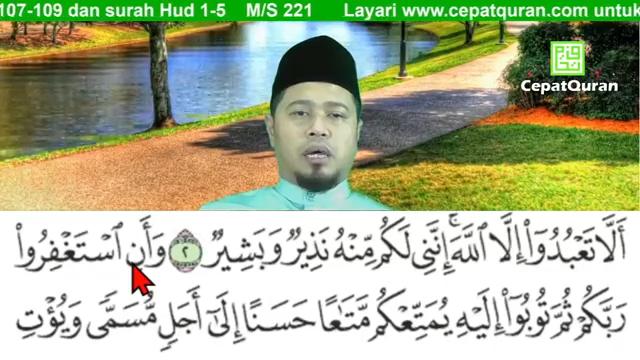 107-109 dan surah Hud 1-5 M/S 221 Layari www.cepatquran.com untuk
CepatQuran
أَلَّا تَعْبُدُوٓا۟ إِلَّا ٱللَّهَ ۚ إِنَّنِى لَكُم مِّنْهُ نَذِيرٌ وَبَشِيرٌ ٢ وَأَنِ ٱسْتَغْفِرُوا۟
رَبَّكُمْ ثُمَّ تُوبُوٓا۟ إِلَيْهِ يُمَتِّعْكُم مَّتَـٰعًا حَسَنًا إِلَىٰٓ أَجَلٍ مُّسَمًّى وَيُؤْتِ